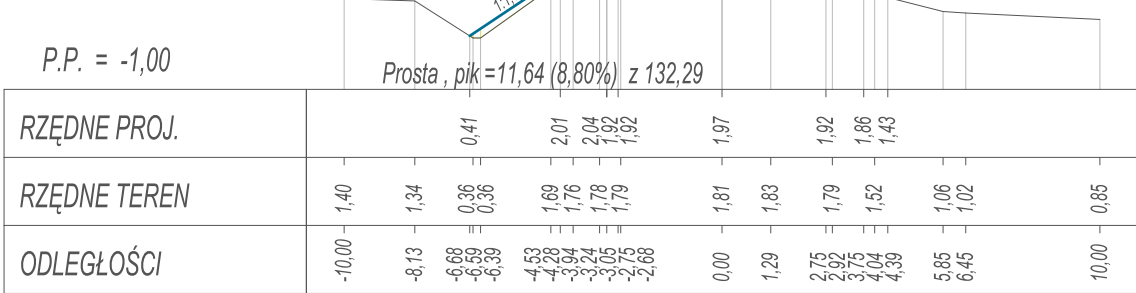 1:1,
P.P. = -1,00
Prosta , pik =11,64 (8,80%) z 132,29
RZĘDNE PROJ. 0,41 2,01 2,04 1,92 1,92 1,97 1,92 1,86 1,43
RZĘDNE TEREN 1,40 1,34 0,36 0,36 1,69 1,76 1,78 1,79 1,81 1,83 1,79 1,52 1,06 1,02 0,85
ODLEGŁOŚCI -10,00 -8,13 -6,68 -6,59 -6,39 -4,53 -4,28 -3,94 -3,24 -3,05 -2,75 -2,68 0,00 1,29 2,75 2,92 3,75 4,04 4,39 5,85 6,45 10,00